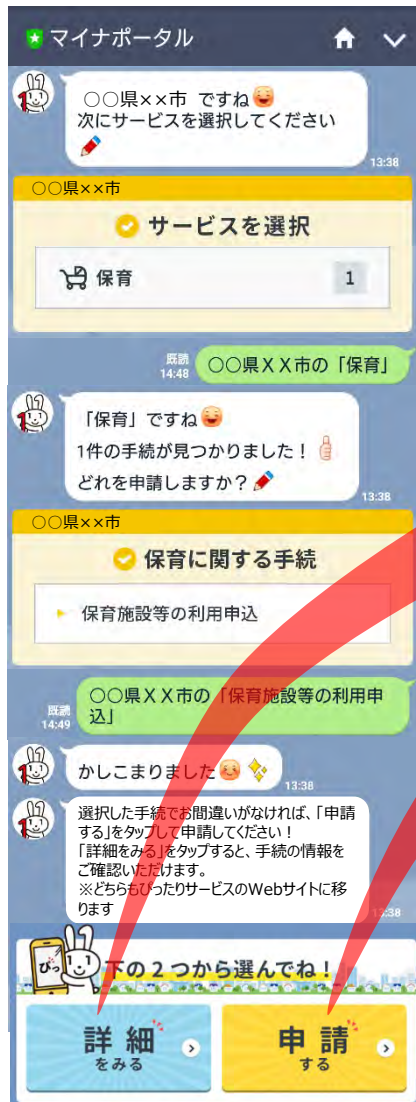 マイナポータル
○○県××市 ですね
次にサービスを選択してください
13:38
○○県××市
サービスを選択
保育 1
既読
14:48
○○県XX市の「保育」
「保育」ですね
1件の手続が見つかりました！
どれを申請しますか？
13:38
○○県××市
保育に関する手続
保育施設等の利用申込
○○県XX市の「保育施設等の利用申
込」
既読
14:49
かしこまりました
13:38
選択した手続でお間違いがなければ、「申請
する」をタップして申請してください！
「詳細をみる」をタップすると、手続の情報を
ご確認いただけます。
※どちらもぴったりサービスのWebサイトに移
ります
13:38
ぴっ
下の2つから選んでね！
詳細
をみる
申請
する